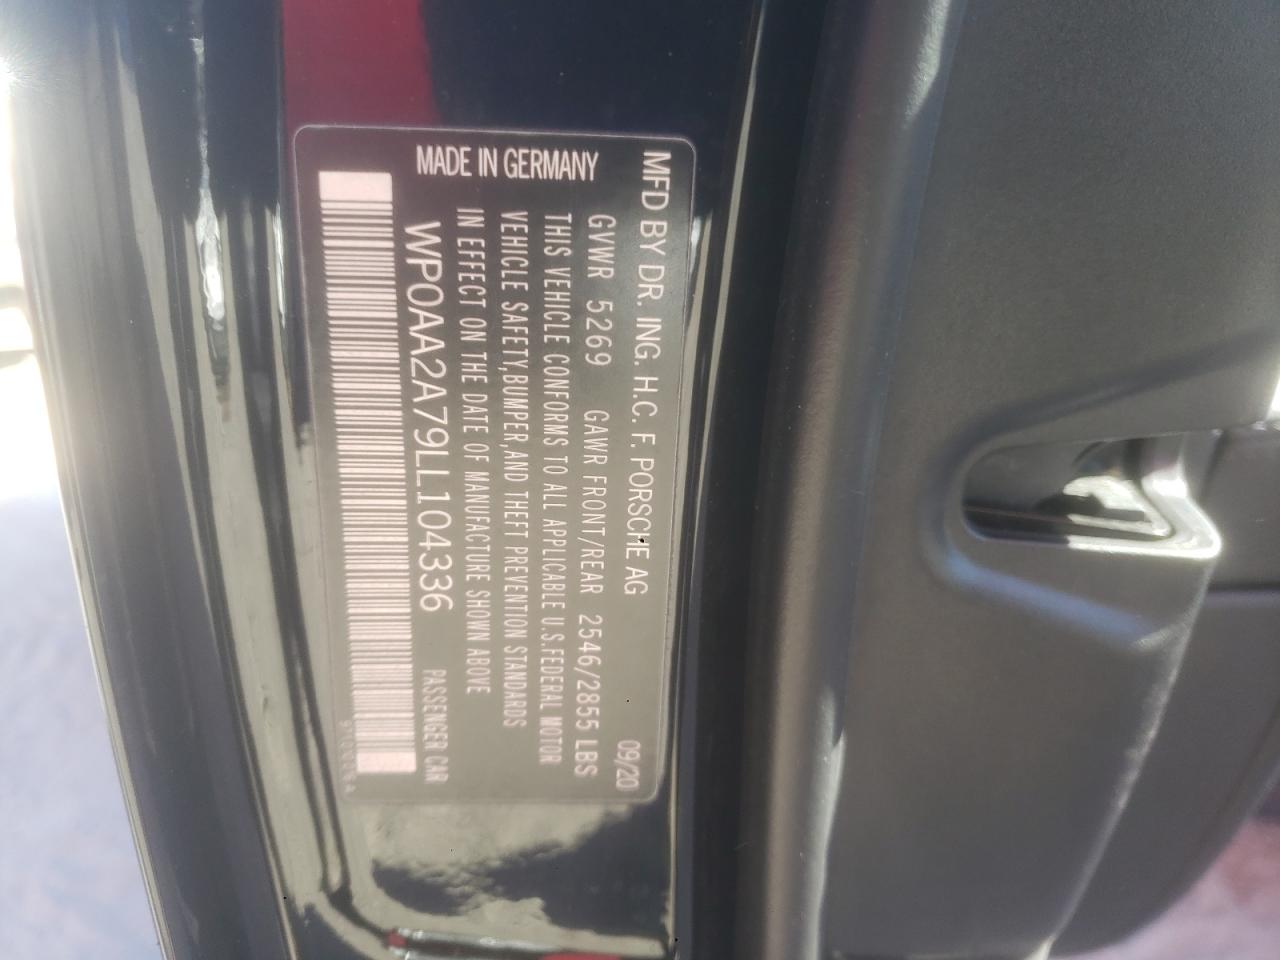 MFD BY DR. ING. H.C. F. PORSCHE AG 09/20
GVWR 5269 GAWR FRONT/REAR 2546/2855 LBS
THIS VEHICLE CONFORMS TO ALL APPLICABLE U.S.FEDERAL MOTOR
VEHICLE SAFETY,BUMPER,AND THEFT PREVENTION STANDARDS
IN EFFECT ON THE DATE OF MANUFACTURE SHOWN ABOVE
WP0AA2A79LL104336 PASSENGER CAR
MADE IN GERMANY